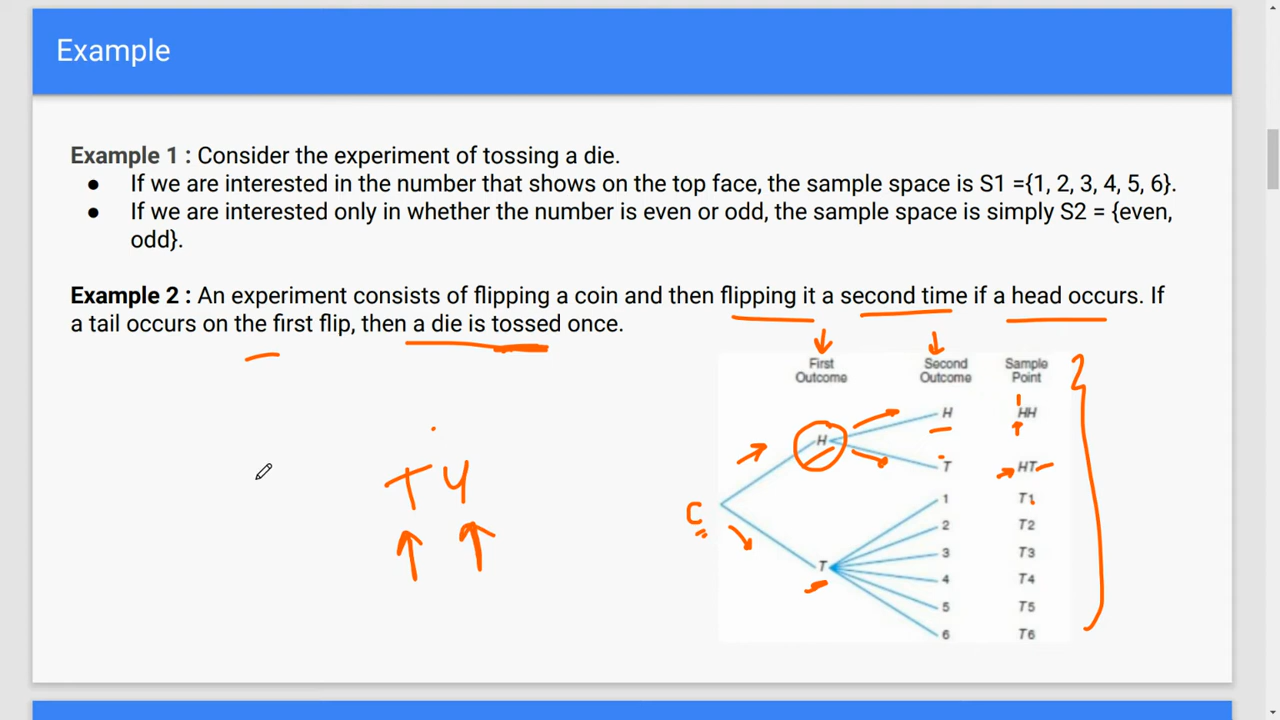 Example
Example 1 : Consider the experiment of tossing a die.
● If we are interested in the number that shows on the top face, the sample space is S1 ={1, 2, 3, 4, 5, 6}.
● If we are interested only in whether the number is even or odd, the sample space is simply S2 = {even,
odd}.
Example 2 : An experiment consists of flipping a coin and then flipping it a second time if a head occurs. If
a tail occurs on the first flip, then a die is tossed once.
First Second Sample
Outcome Outcome Point
H HH
H
T HT
T4
C
1 T1
2 T2
3 T3
T
4 T4
5 T5
6 T6